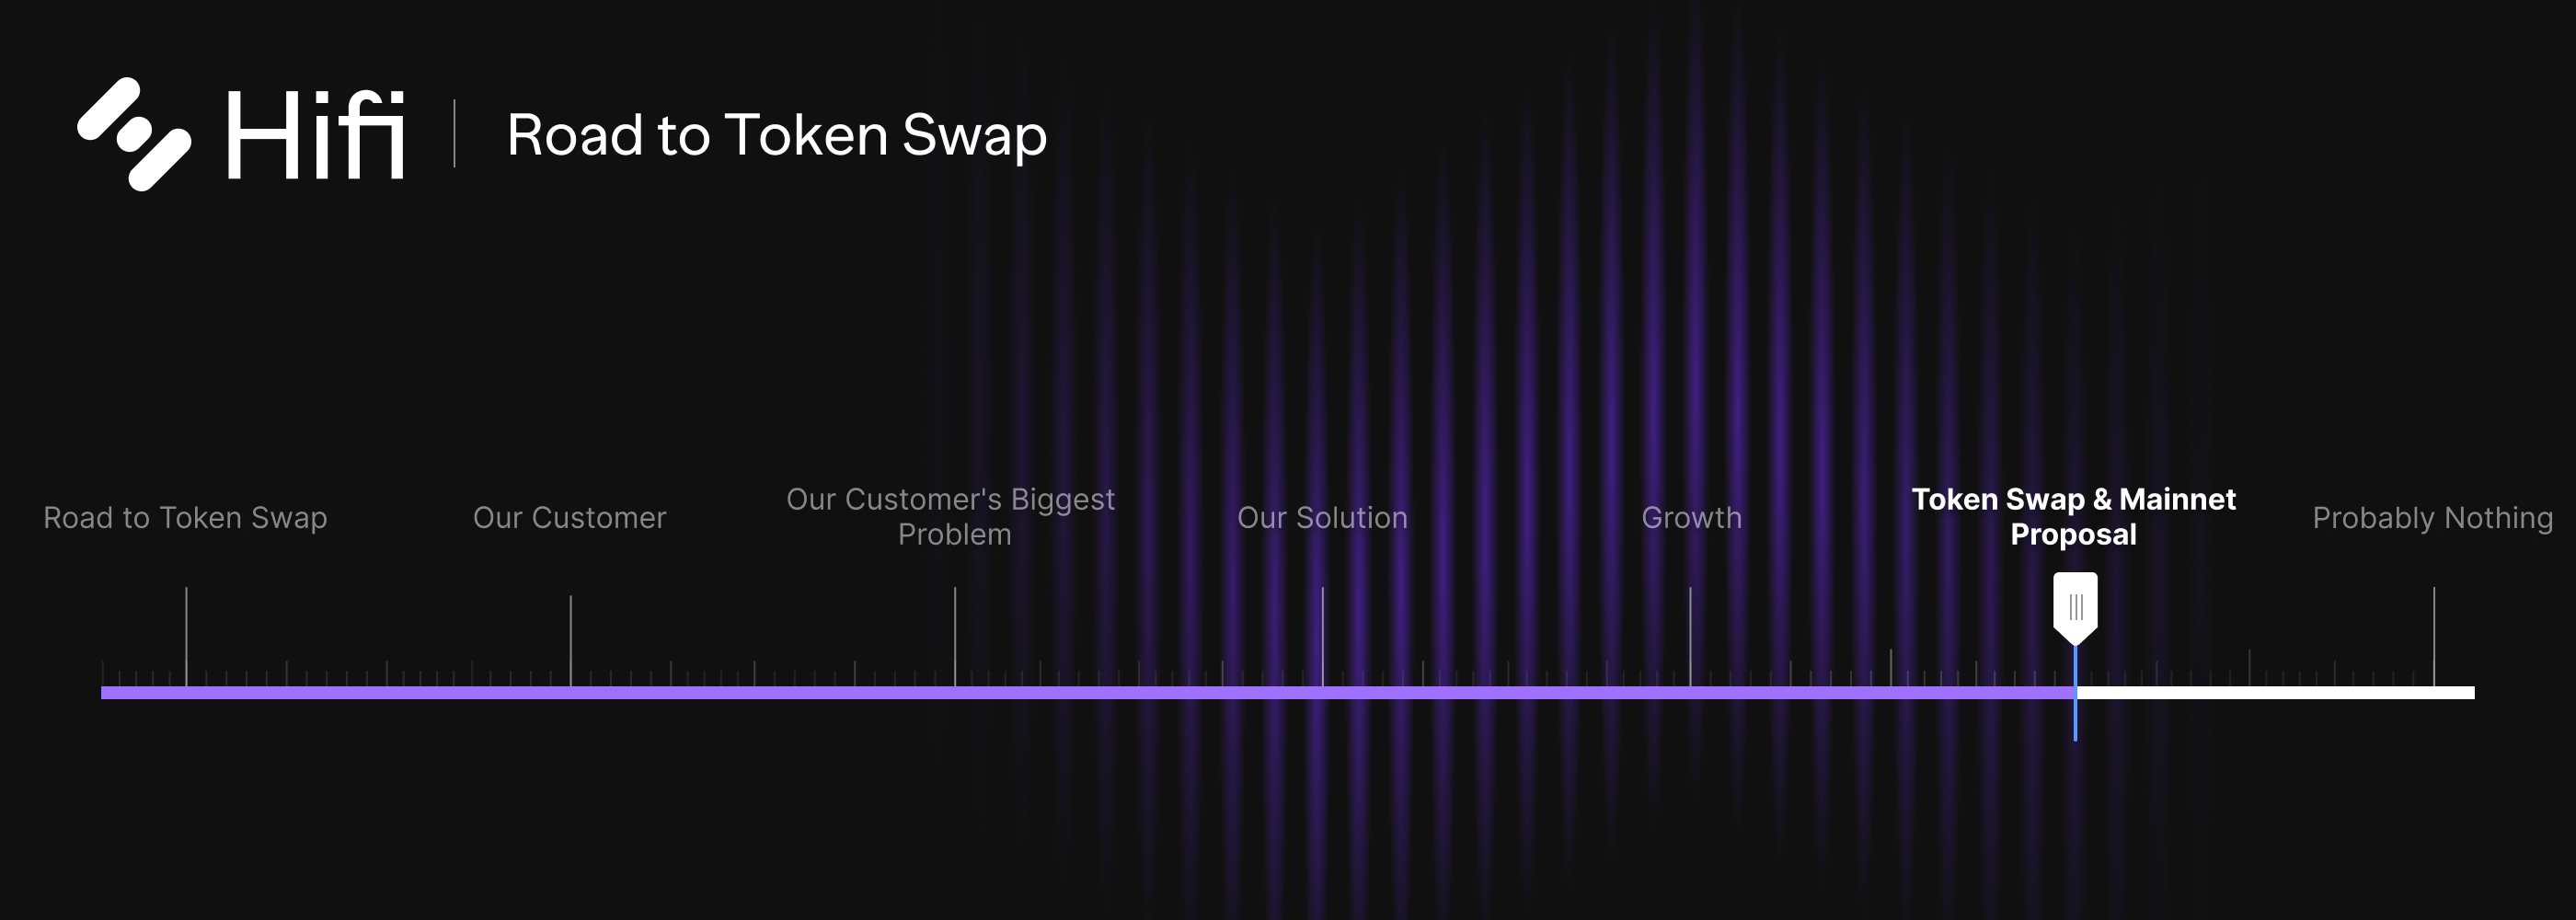 Hifi
Road to Token Swap
Road to Token Swap
Our Customer
Our Customer's Biggest
Problem
Our Solution
Growth
Token Swap & Mainnet
Proposal
Probably Nothing